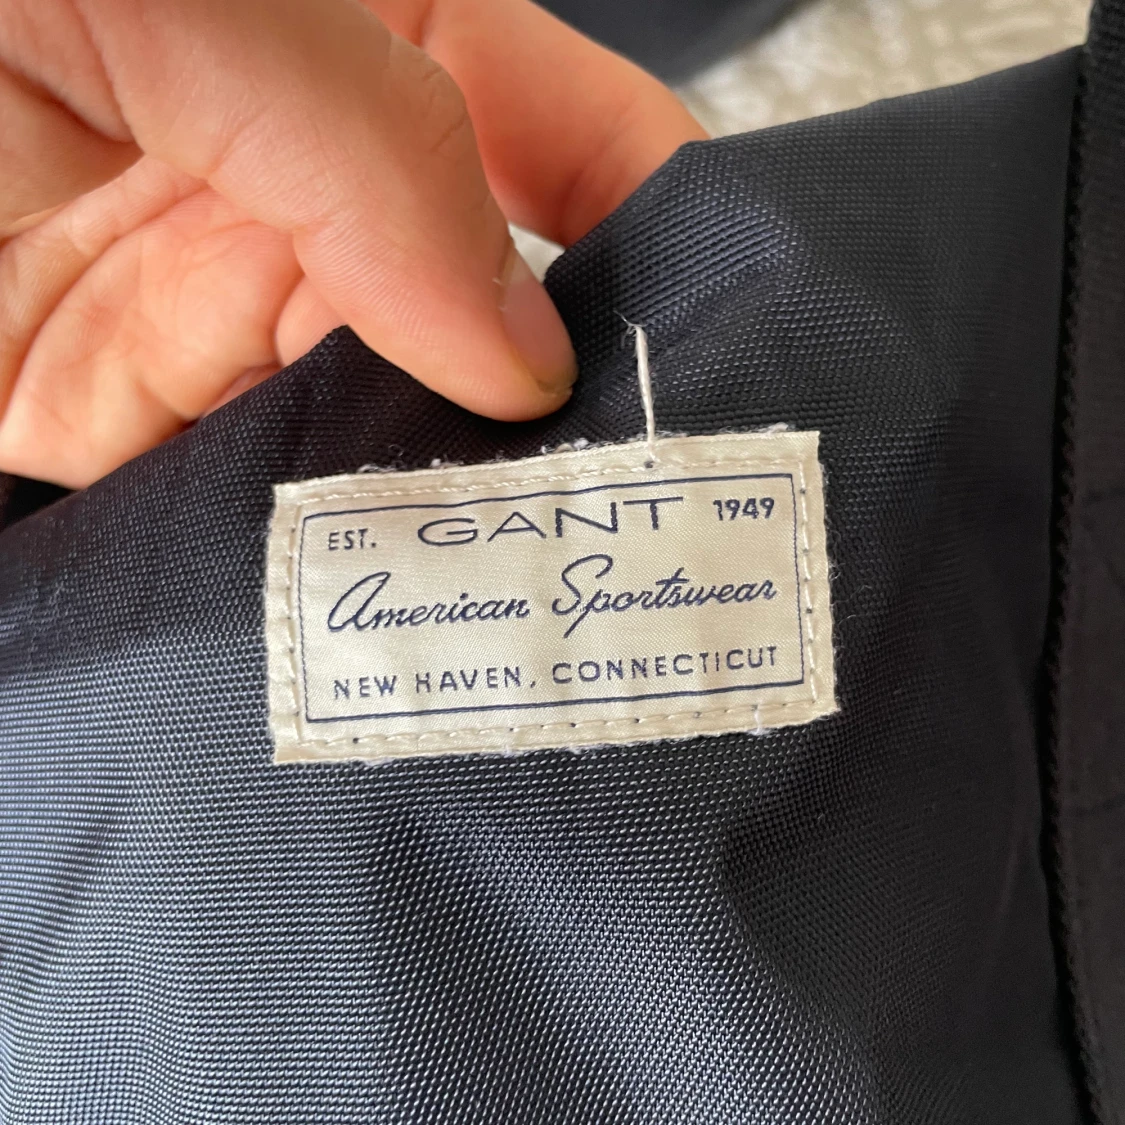 EST. GANT 1949
American Sportswear
NEW HAVEN, CONNECTICUT